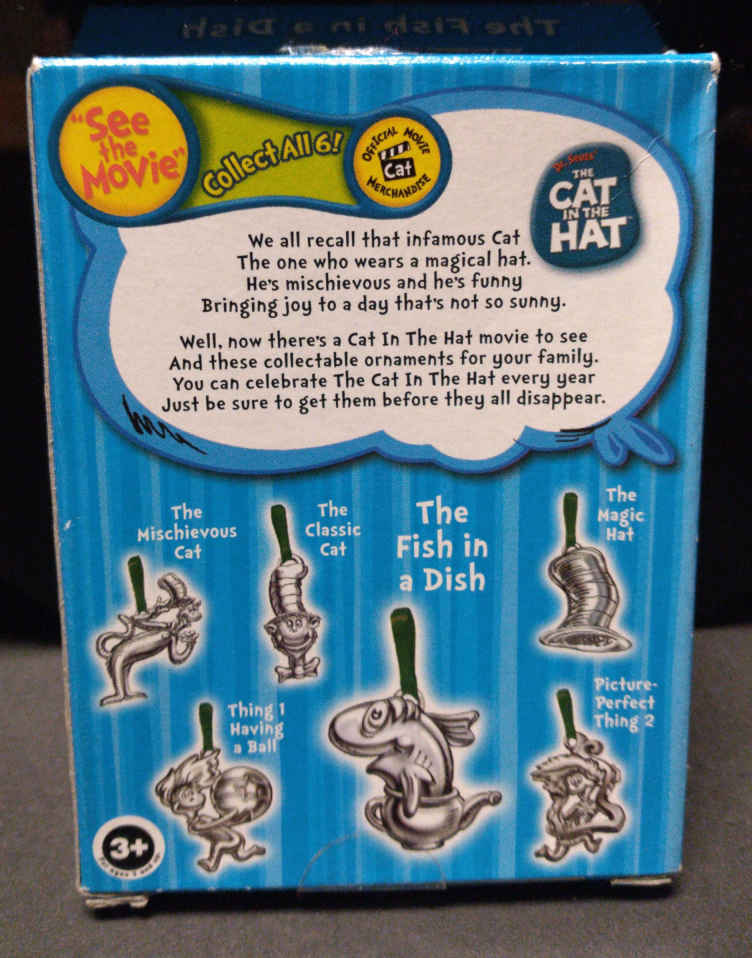 The Fish in a Dish
"See
the
MOVie"
Collect All 6!
OFFICIAL MOVIE
Cat
MERCHANDISE
Dr. Seuss'
THE
CAT
IN THE
HAT
We all recall that infamous Cat
The one who wears a magical hat.
He's mischievous and he's funny
Bringing joy to a day that's not so sunny.
Well, now there's a Cat In The Hat movie to see
And these collectable ornaments for your family.
You can celebrate The Cat In The Hat every year
Just be sure to get them before they all disappear.
The
Mischievous
Cat
The
Classic
Cat
The
Fish in
a Dish
The
Magic
Hat
Thing 1
Having
a Ball
Picture-
Perfect
Thing 2
3+
For ages 3 and up